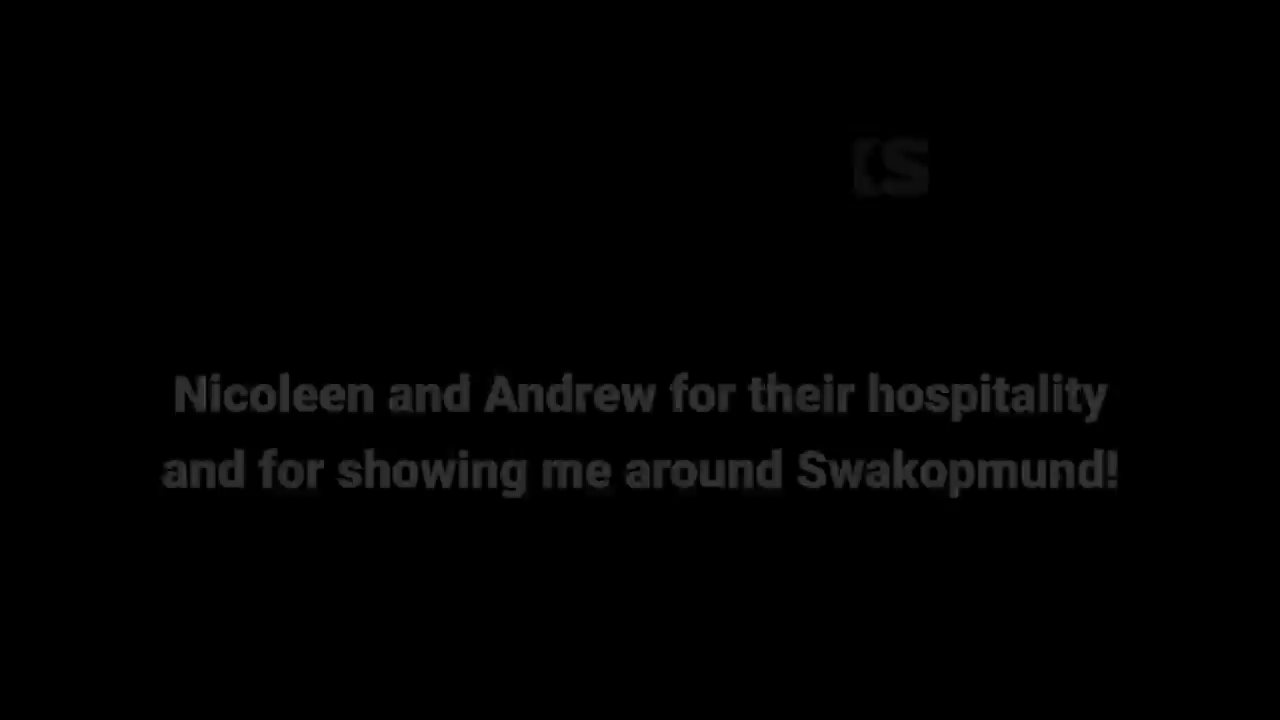 Nicoleen and Andrew for their hospitality
and for showing me around Swakopmund!